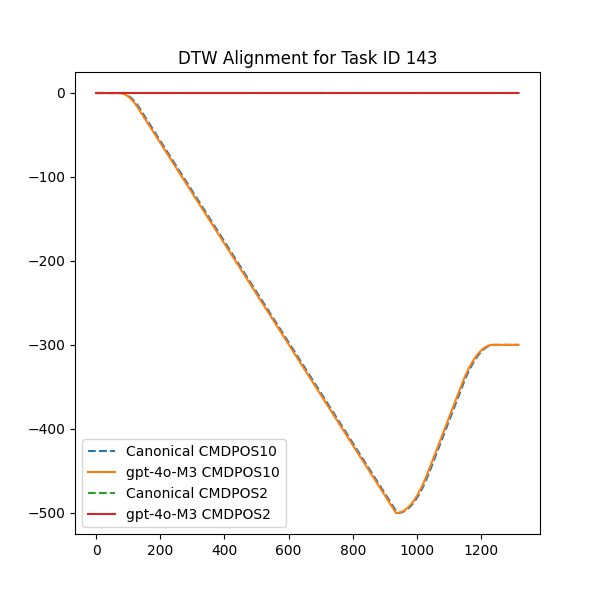 DTW Alignment for Task ID 143
0
−100
−200
−300
−400
−500
Canonical CMDPOS10
gpt-4o-M3 CMDPOS10
Canonical CMDPOS2
gpt-4o-M3 CMDPOS2
0 200 400 600 800 1000 1200